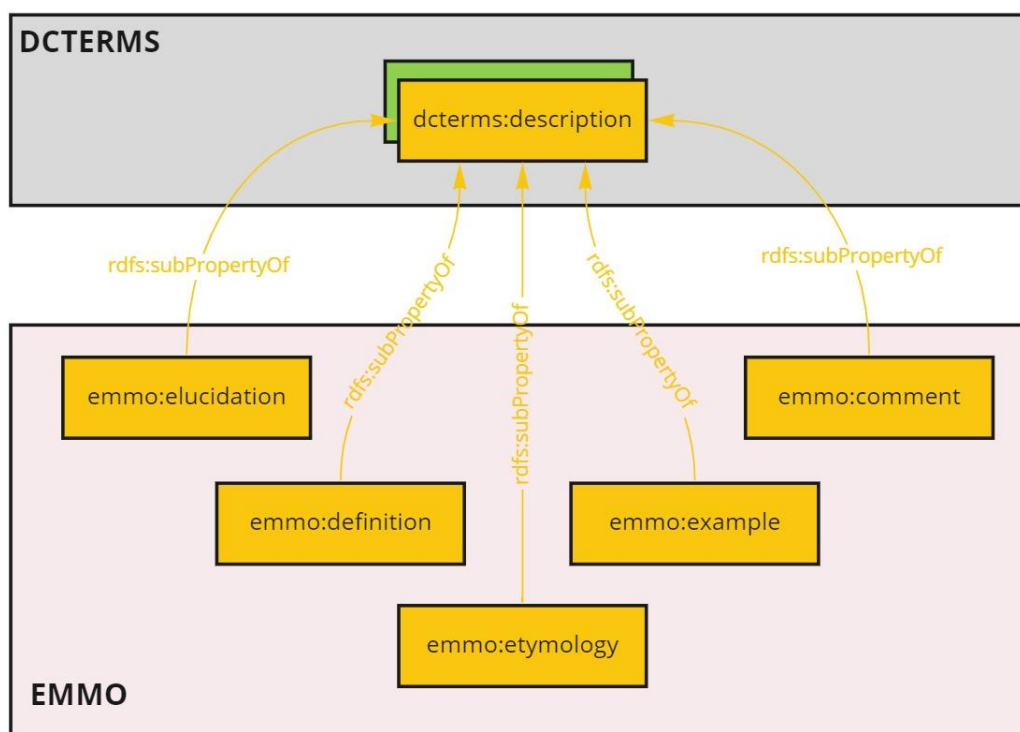 DCTERMS
dcterms:description
rdfs:subPropertyOf
rdfs:subPropertyOf
rdfs:subPropertyOf
rdfs:subPropertyOf
rdfs:subPropertyOf
emmo:elucidation
emmo:comment
emmo:definition
emmo:example
emmo:etymology
EMMO